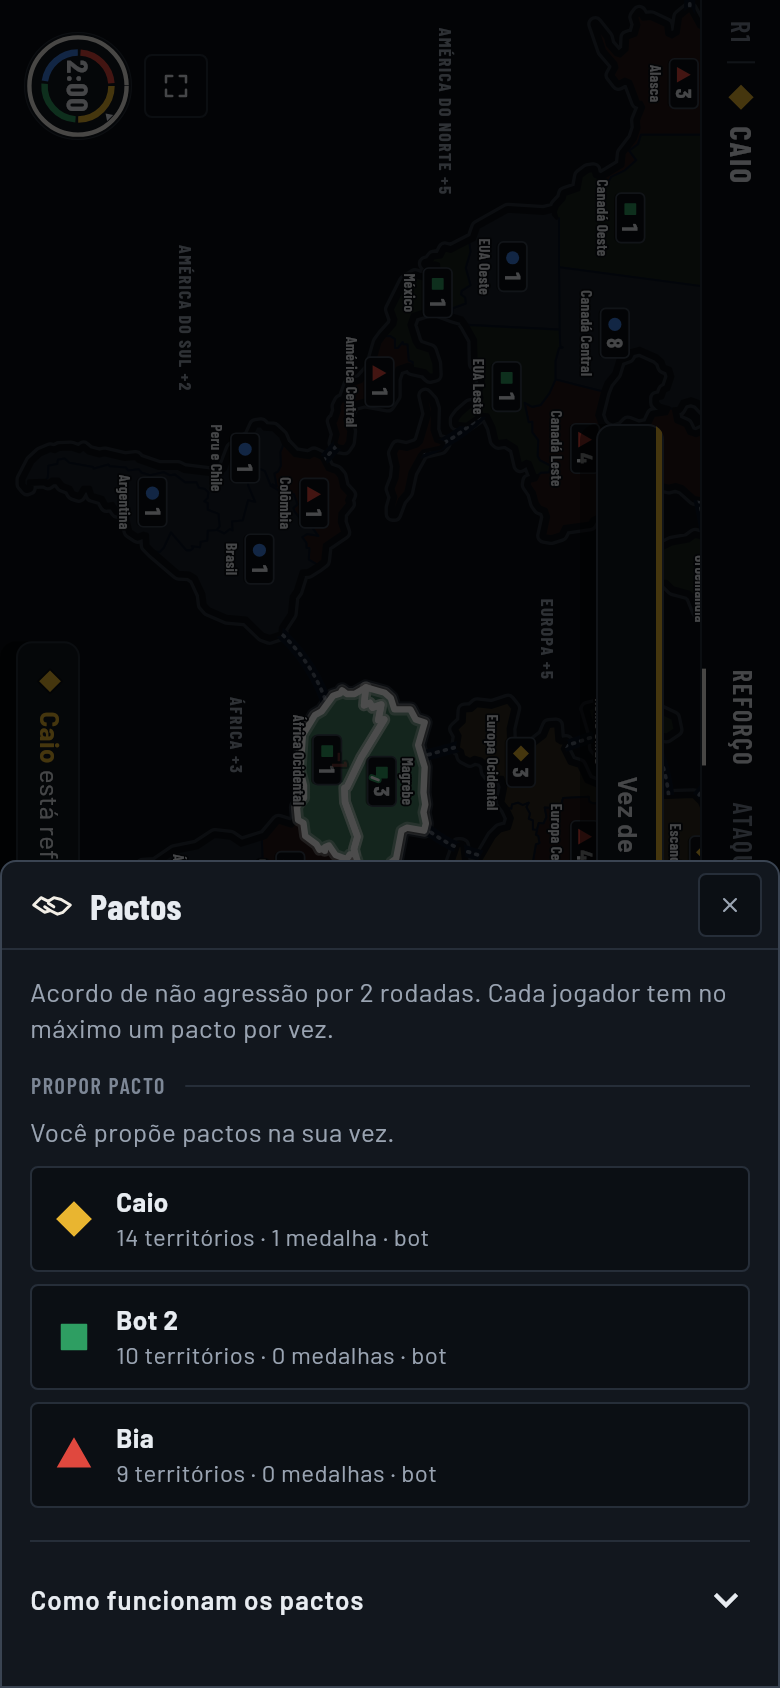 R1
CAIO
REFORÇO
ATAQU
2:00
AMÉRICA DO NORTE +5
AMÉRICA DO SUL +2
EUROPA +5
ÁFRICA +3
Alasca
3
Canadá Oeste
1
EUA Oeste
1
México
1
Canadá Central
8
América Central
1
EUA Leste
1
Canadá Leste
4
Peru e Chile
1
Colômbia
1
Argentina
1
Brasil
1
África Ocidental
1
Magrebe
3
Europa Ocidental
3
Europa Ce
4
Escand
Vez de
Caio está ref
Pactos
Acordo de não agressão por 2 rodadas. Cada jogador tem no
máximo um pacto por vez.
PROPOR PACTO
Você propõe pactos na sua vez.
Caio
14 territórios · 1 medalha · bot
Bot 2
10 territórios · 0 medalhas · bot
Bia
9 territórios · 0 medalhas · bot
Como funcionam os pactos